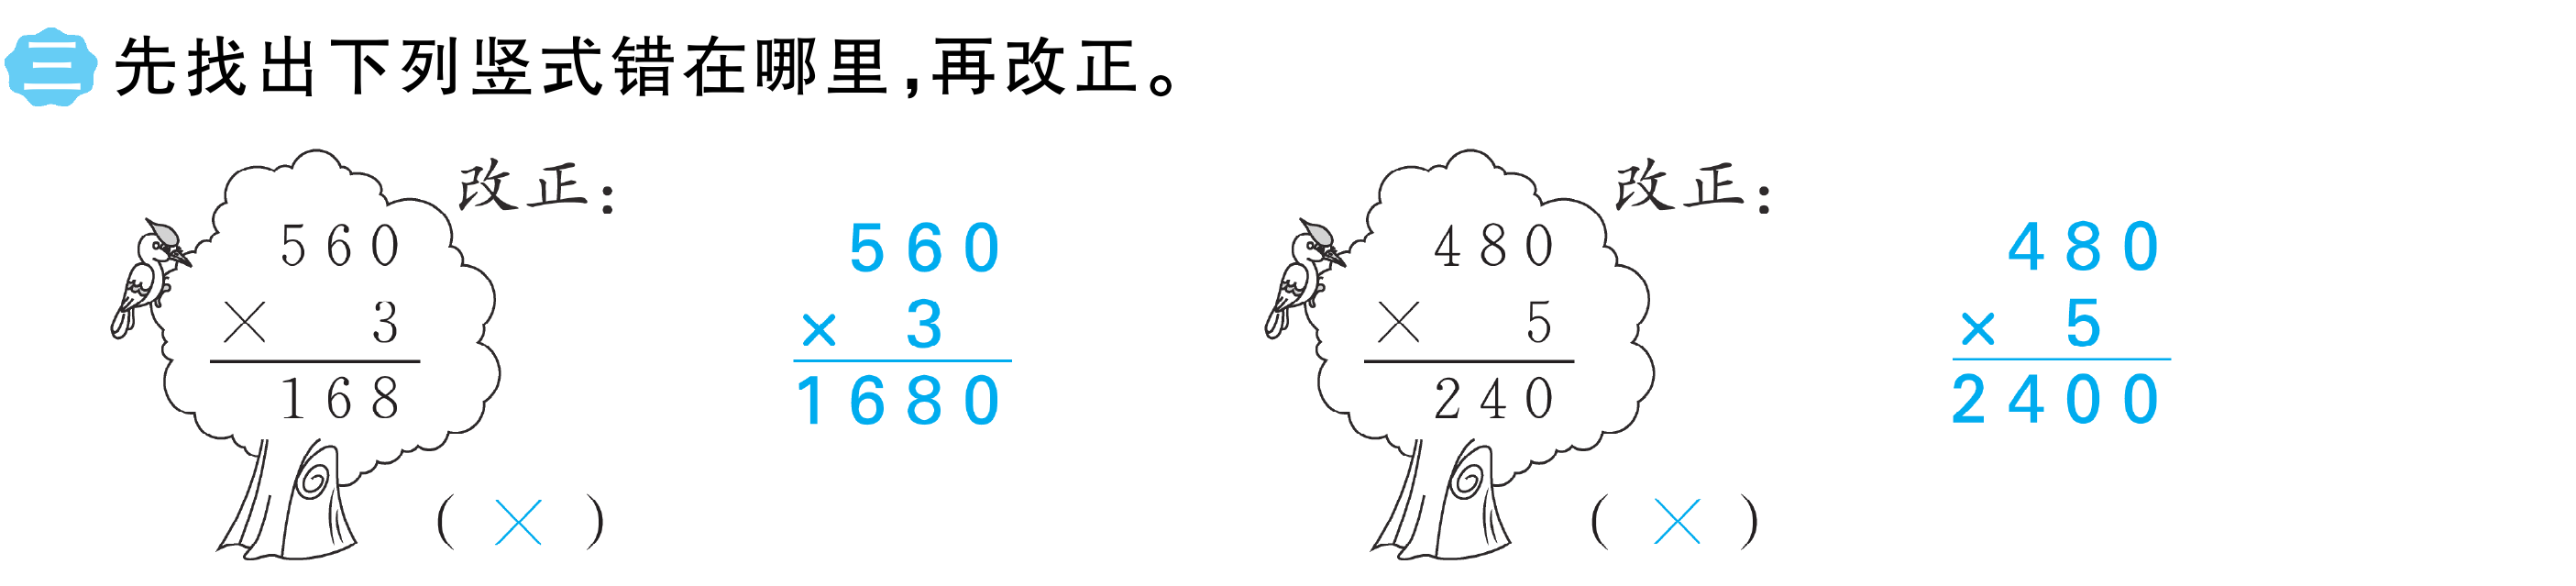 三 先找出下列竖式错在哪里,再改正。
改正: 改正:
560 560 480 480
× 3 × 3 × 5 × 5
168 1680 240 2400
( × ) ( × )